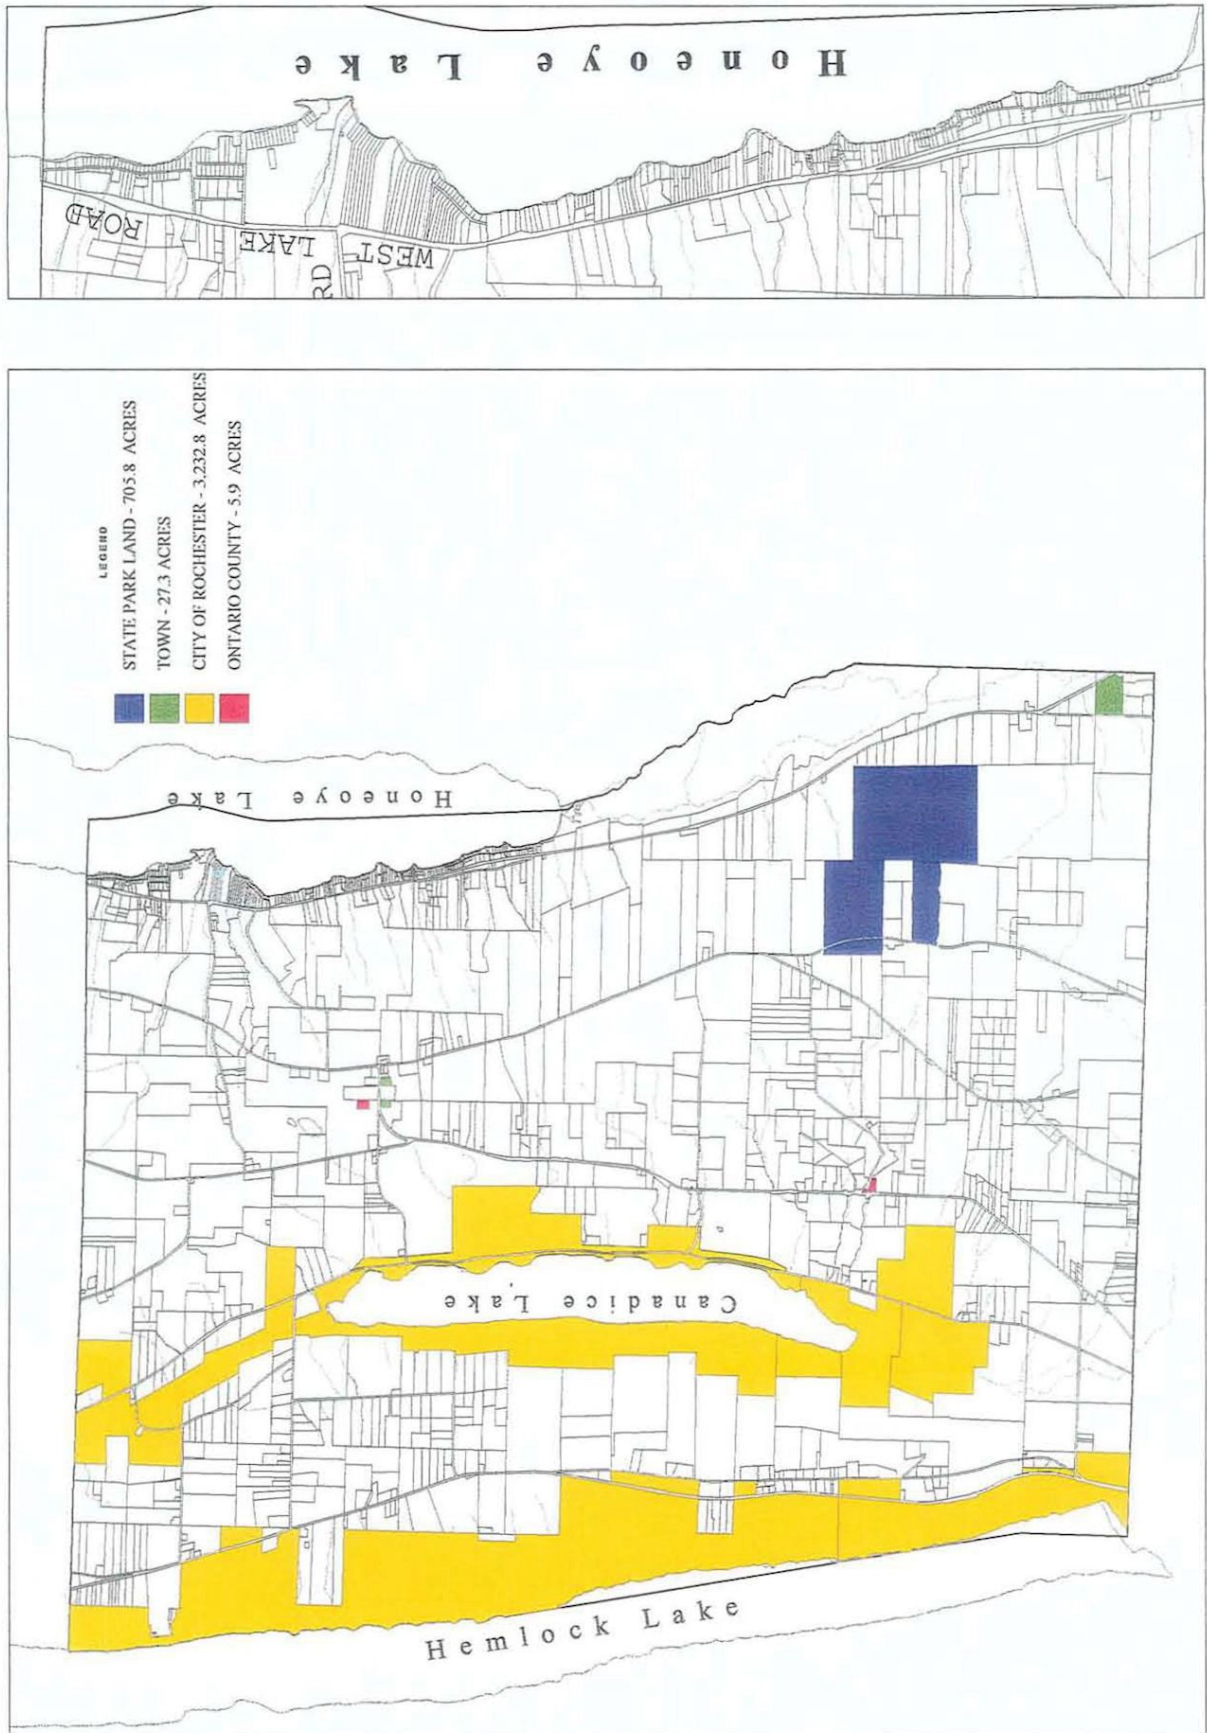 Honeoye Lake
ROAD
LAKE
WEST
RD
LEGEND
STATE PARK LAND - 705.8 ACRES
TOWN - 27.3 ACRES
CITY OF ROCHESTER - 3,232.8 ACRES
ONTARIO COUNTY - 5.9 ACRES
Honeoye Lake
Canadice Lake
Hemlock Lake